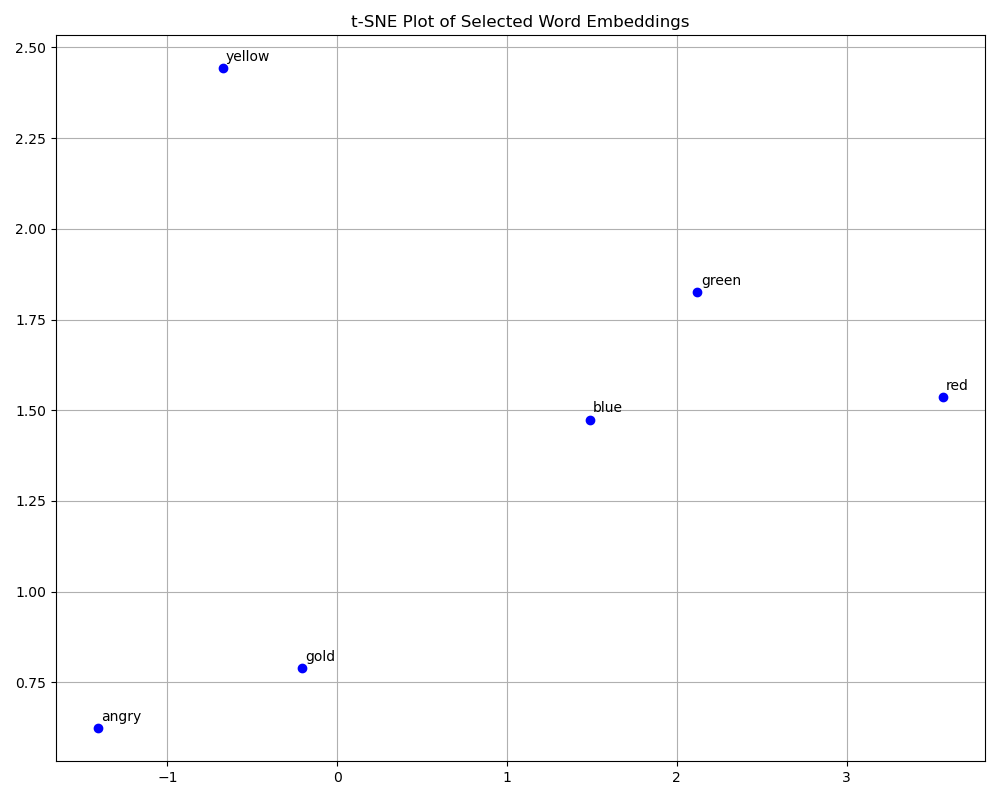 t-SNE Plot of Selected Word Embeddings
2.50
yellow
2.25
2.00
green
1.75
red
1.50
blue
1.25
1.00
gold
0.75
angry
−1
0
1
2
3